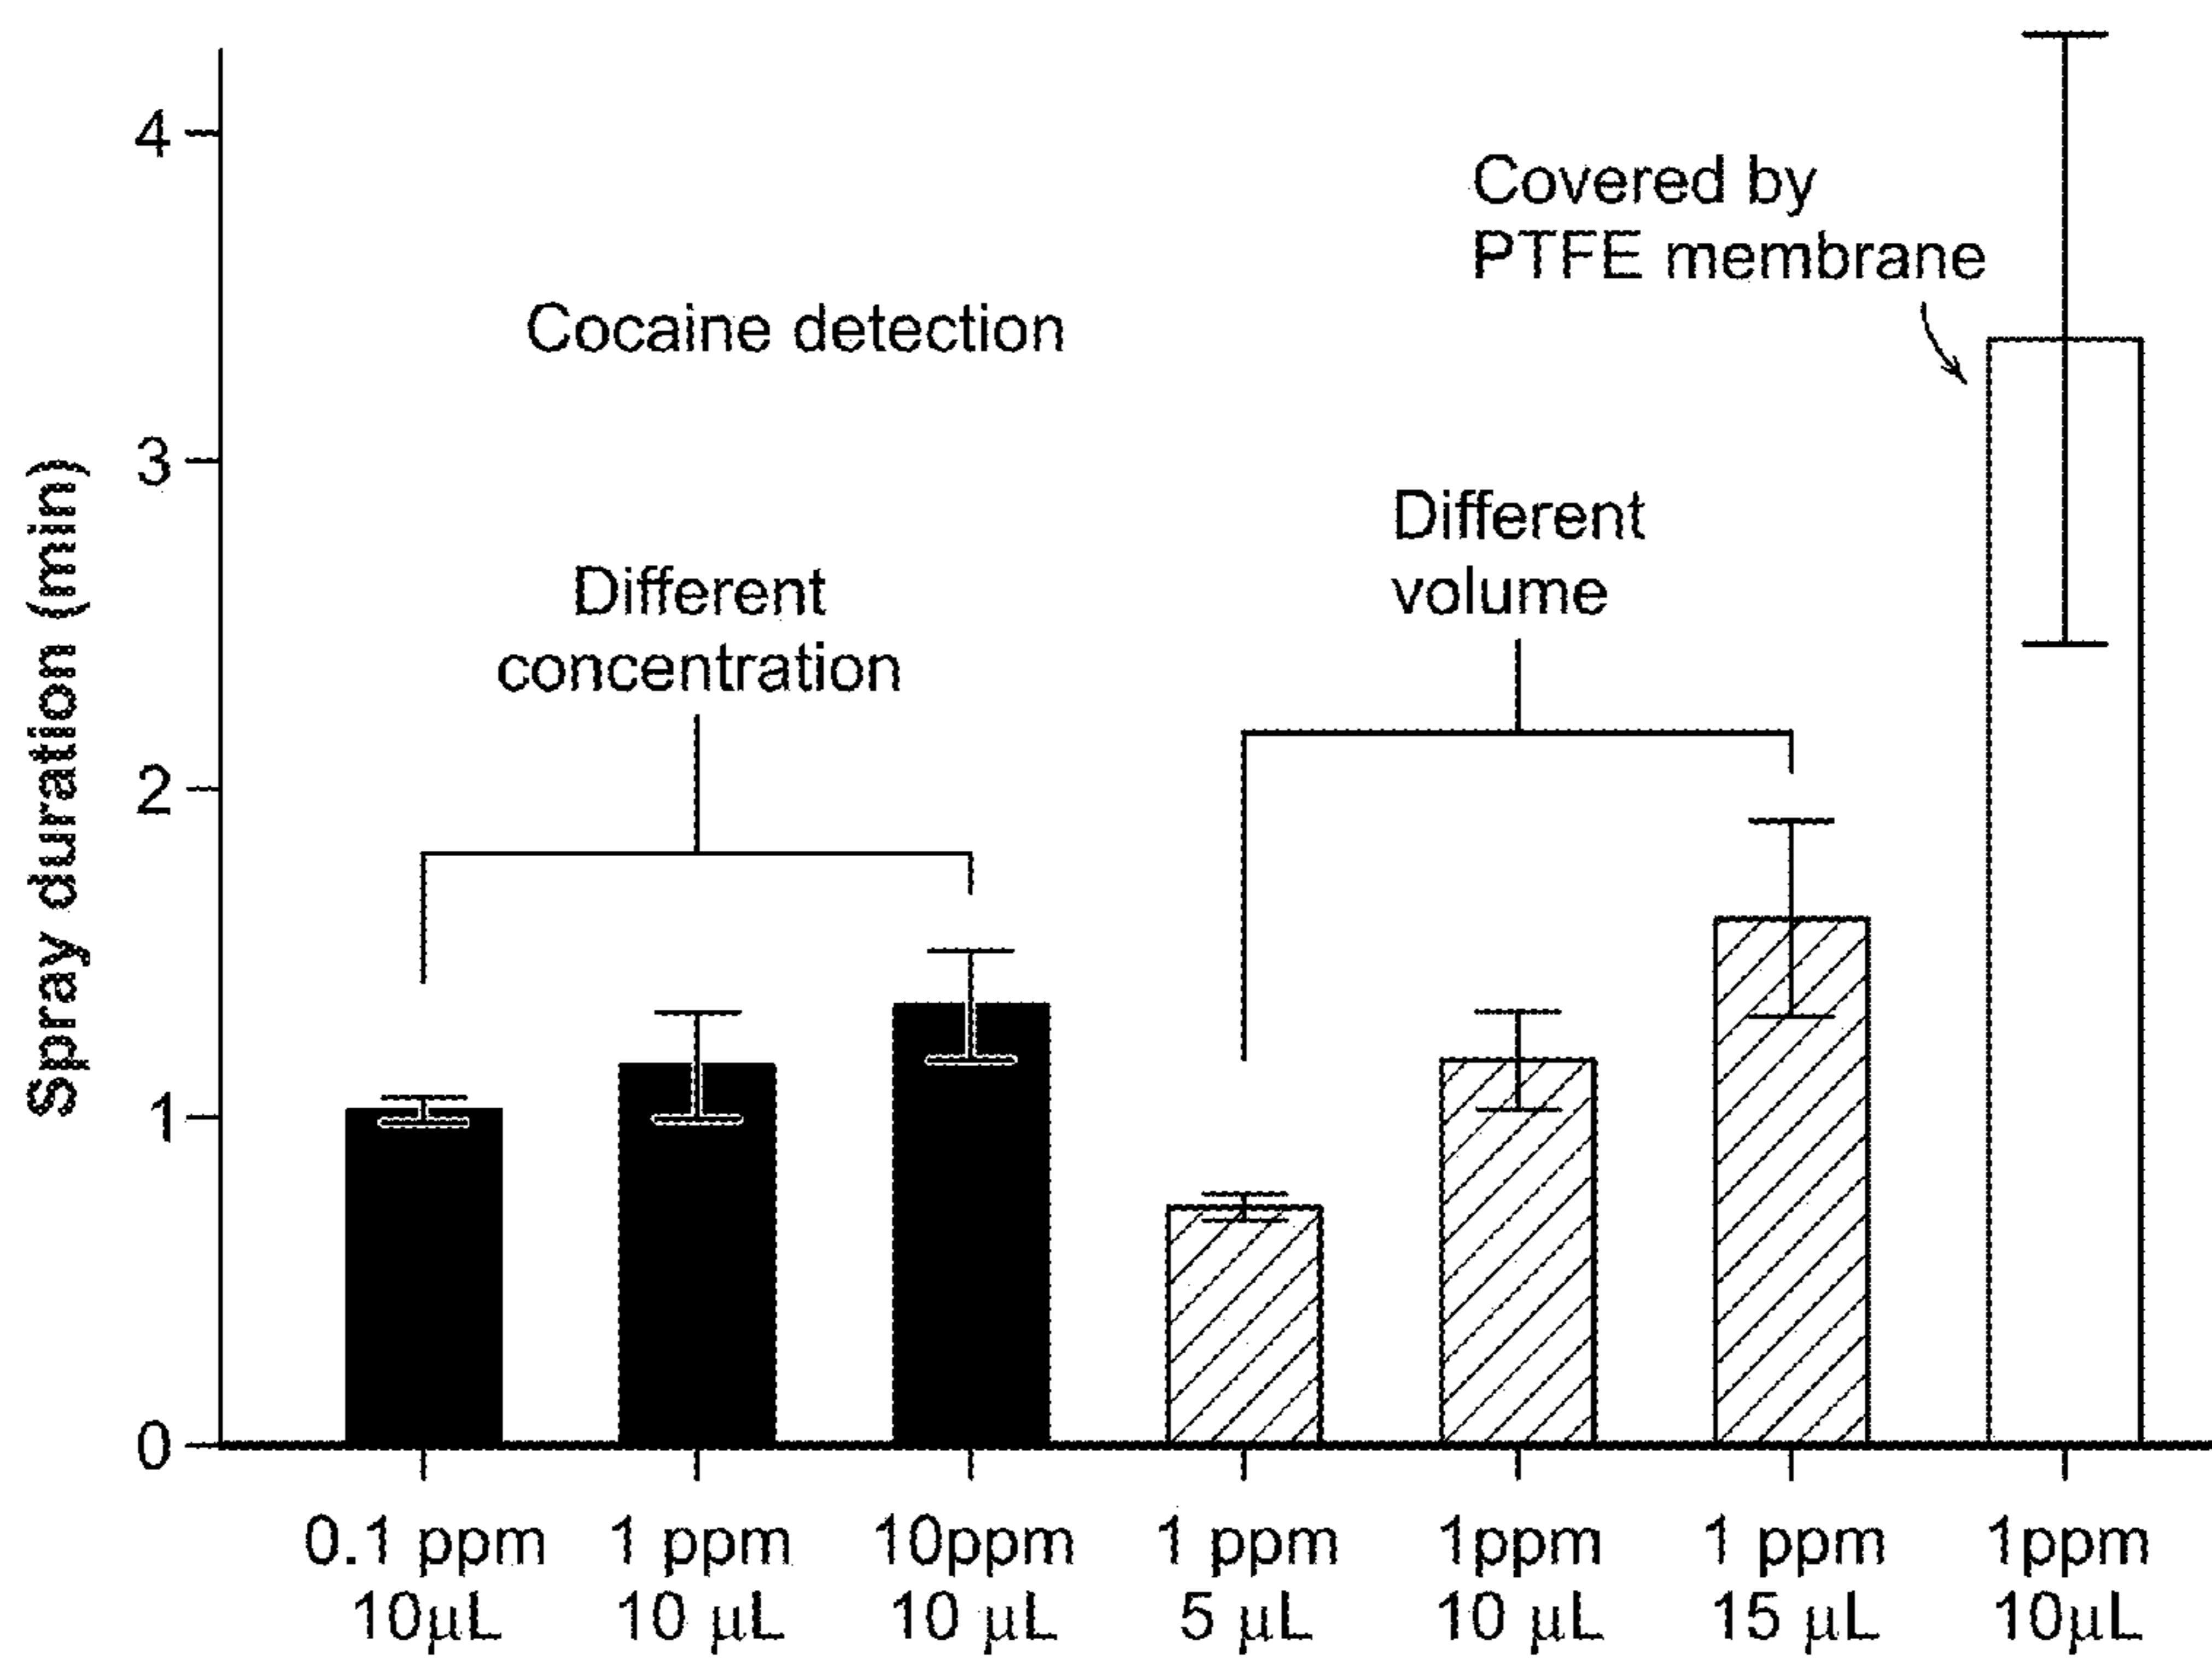 Spray duration (min)
4
3
2
1
0
Cocaine detection
Covered by
PTFE membrane
Different
concentration
Different
volume
0.1 ppm
10μL
1 ppm
10 μL
10ppm
10 μL
1 ppm
5 μL
1ppm
10 μL
1 ppm
15 μL
1ppm
10μL